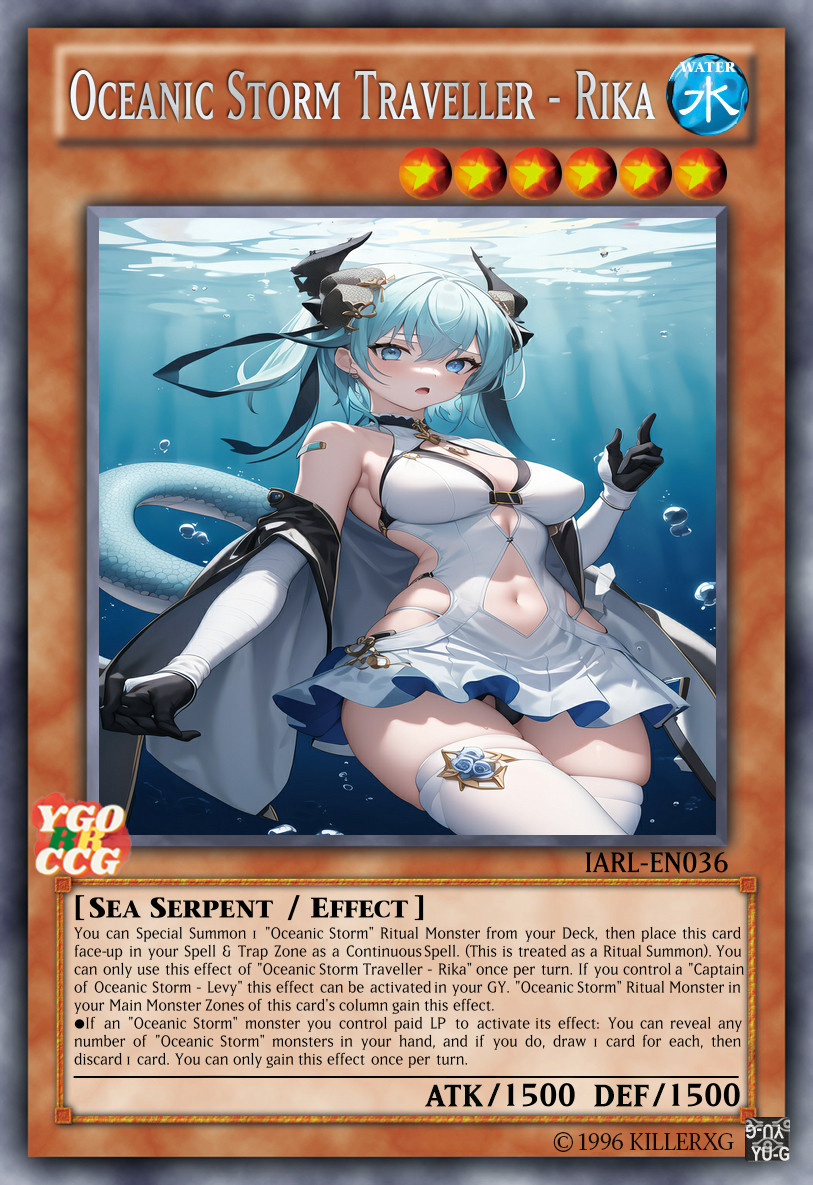 Oceanic Storm Traveller - Rika
WATER
水
YGO
RR
CCG
IARL-EN036
[ Sea Serpent / Effect ]
You can Special Summon 1 "Oceanic Storm" Ritual Monster from your Deck, then place this card
face-up in your Spell & Trap Zone as a Continuous Spell. (This is treated as a Ritual Summon). You
can only use this effect of "Oceanic Storm Traveller - Rika" once per turn. If you control a "Captain
of Oceanic Storm - Levy" this effect can be activated in your GY. "Oceanic Storm" Ritual Monster in
your Main Monster Zones of this card's column gain this effect.
●If an "Oceanic Storm" monster you control paid LP to activate its effect: You can reveal any
number of "Oceanic Storm" monsters in your hand, and if you do, draw 1 card for each, then
discard 1 card. You can only gain this effect once per turn.
ATK/1500 DEF/1500
© 1996 KILLERXG
YU-G